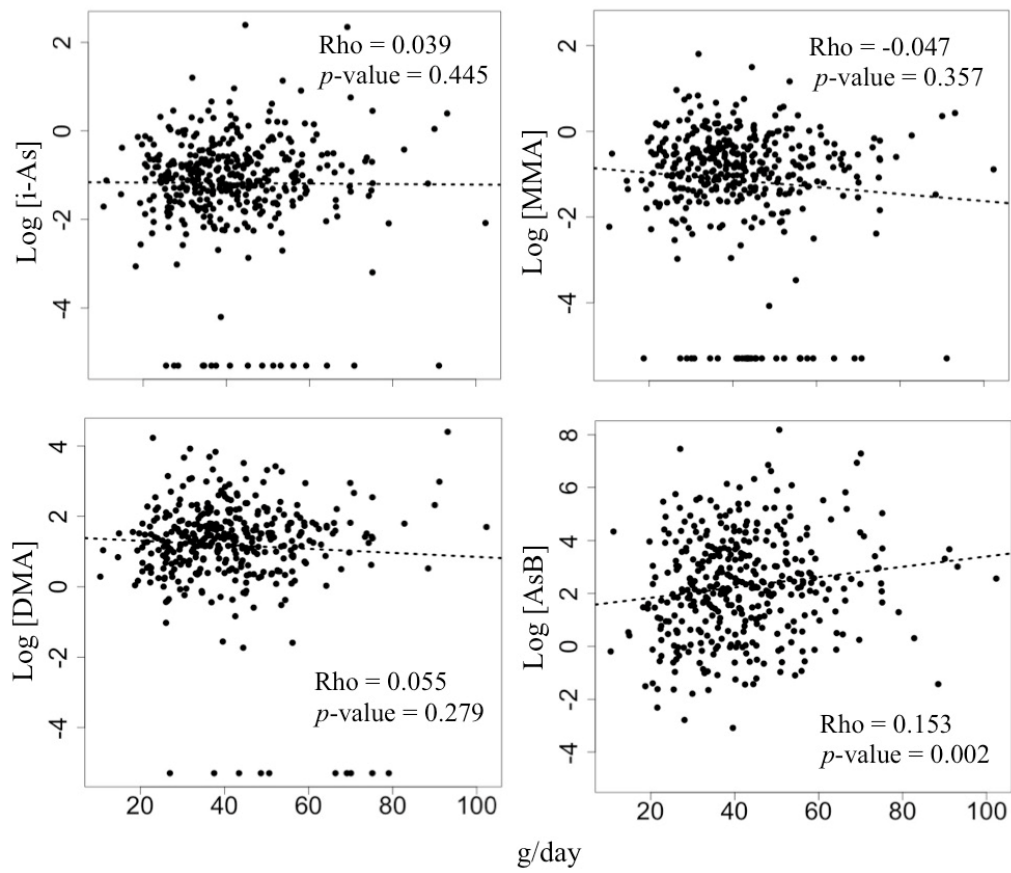 Rho = 0.039
p-value = 0.445
Log [i-As]
2
0
-2
-4
Rho = -0.047
p-value = 0.357
Log [MMA]
2
0
-2
-4
Log [DMA]
4
2
0
-2
-4
Rho = 0.055
p-value = 0.279
20 40 60 80 100
Log [AsB]
8
6
4
2
0
-2
-4
Rho = 0.153
p-value = 0.002
20 40 60 80 100
g/day